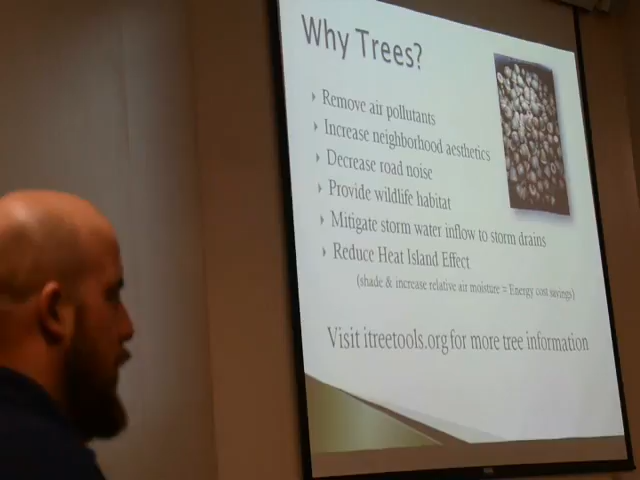 Why Trees?
Remove air pollutants
Increase neighborhood aesthetics
Decrease road noise
Provide wildlife habitat
Mitigate storm water inflow to storm drains
Reduce Heat Island Effect
(shade & increase relative air moisture = Energy cost savings)
Visit itreetools.org for more tree information